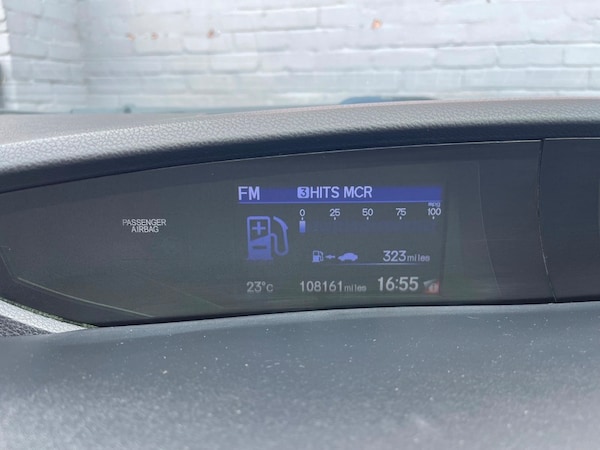 FM 3 HITS MCR
mpg
0 25 50 75 100
PASSENGER
AIRBAG
323 miles
23°C 108161 miles 16:55